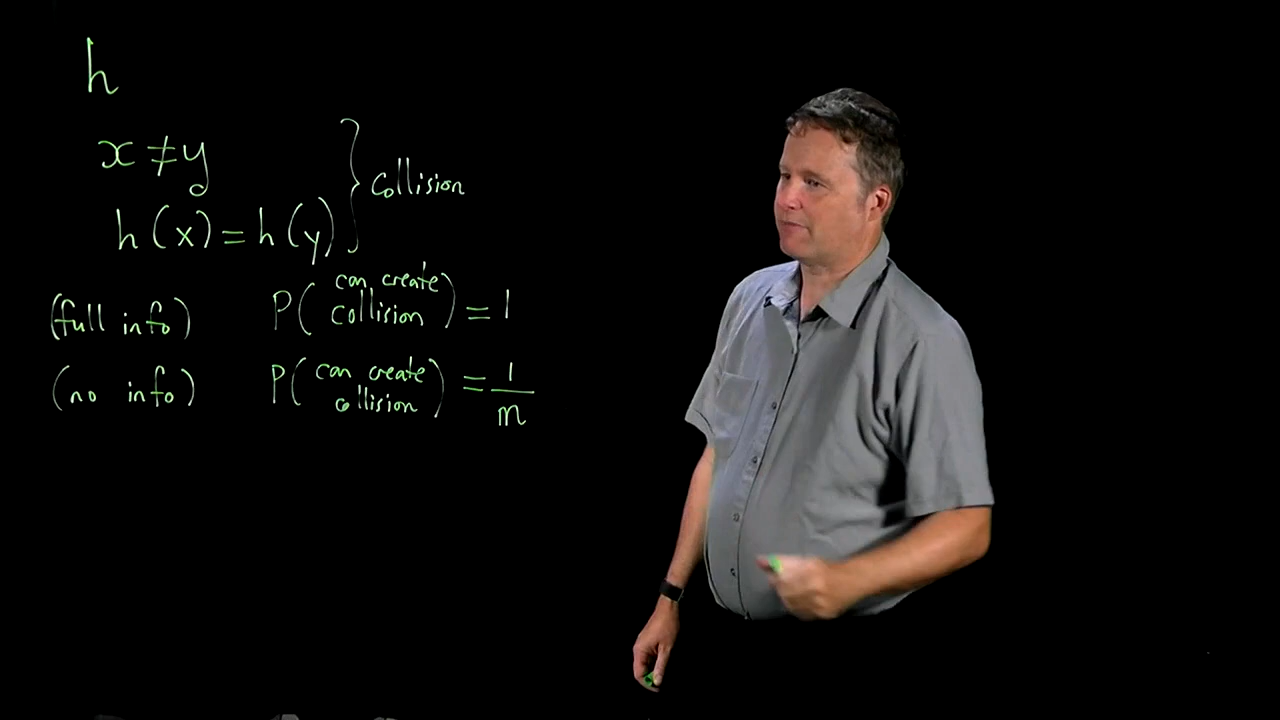 h
x ≠ y
h(x) = h(y) } collision
(full info) P(can create collision) = 1
(no info) P(can create collision) = 1/m